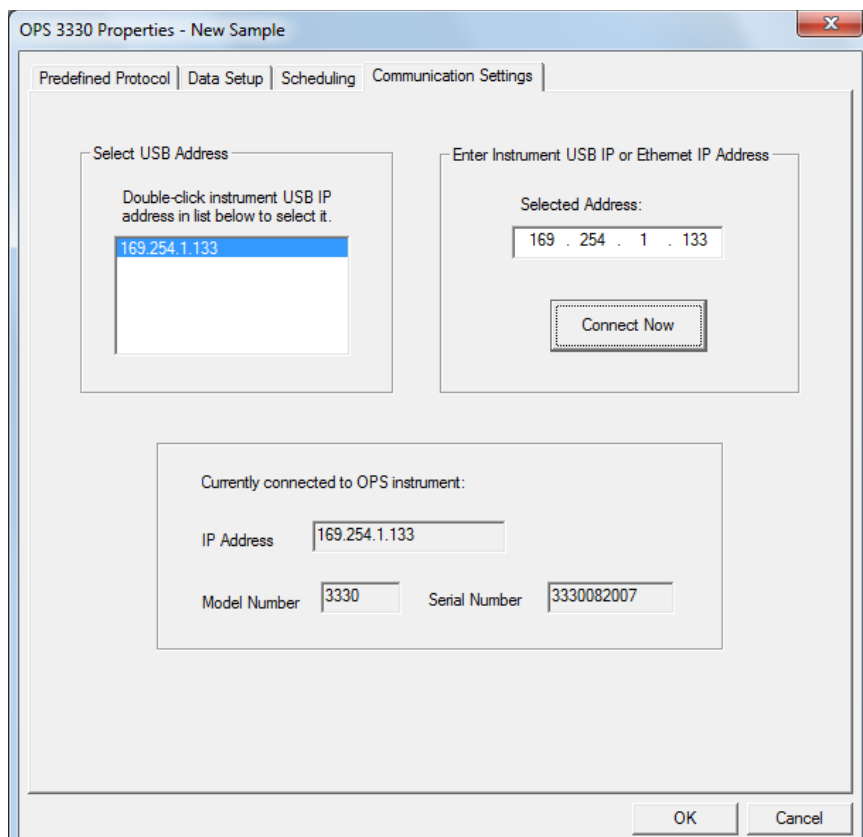 OPS 3330 Properties - New Sample
Predefined Protocol
Data Setup
Scheduling
Communication Settings
Select USB Address
Double-click instrument USB IP
address in list below to select it.
169.254.1.133
Enter Instrument USB IP or Ethernet IP Address
Selected Address:
169 . 254 . 1 . 133
Connect Now
Currently connected to OPS instrument:
IP Address 169.254.1.133
Model Number 3330 Serial Number 3330082007
OK Cancel